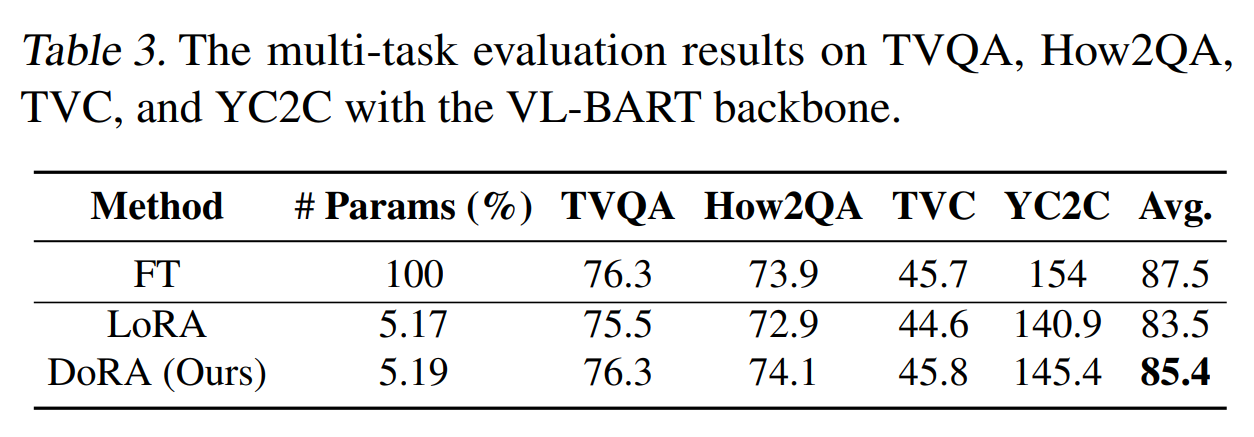 Table 3. The multi-task evaluation results on TVQA, How2QA,
TVC, and YC2C with the VL-BART backbone.
Method # Params (%) TVQA How2QA TVC YC2C Avg.
FT 100 76.3 73.9 45.7 154 87.5
LoRA 5.17 75.5 72.9 44.6 140.9 83.5
DoRA (Ours) 5.19 76.3 74.1 45.8 145.4 85.4